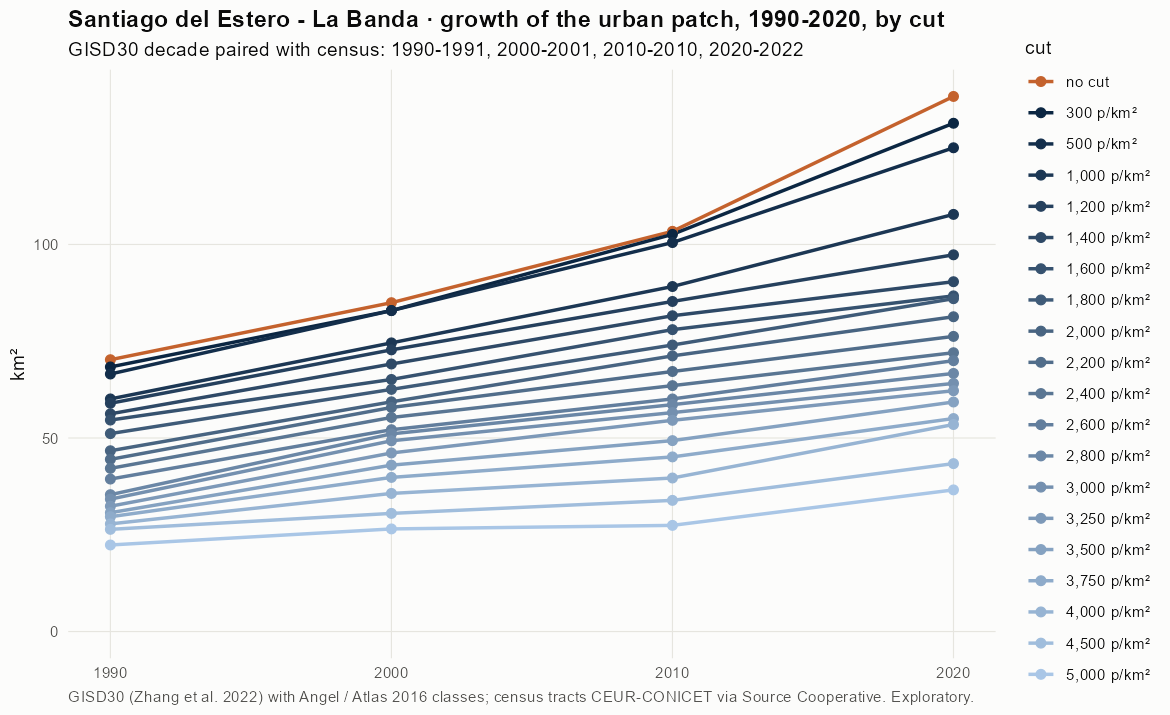 Santiago del Estero - La Banda · growth of the urban patch, 1990-2020, by cut
GISD30 decade paired with census: 1990-1991, 2000-2001, 2010-2010, 2020-2022
cut
no cut
300 p/km²
500 p/km²
1,000 p/km²
1,200 p/km²
1,400 p/km²
1,600 p/km²
1,800 p/km²
2,000 p/km²
2,200 p/km²
2,400 p/km²
2,600 p/km²
2,800 p/km²
3,000 p/km²
3,250 p/km²
3,500 p/km²
3,750 p/km²
4,000 p/km²
4,500 p/km²
5,000 p/km²
km²
100
50
0
1990 2000 2010 2020
GISD30 (Zhang et al. 2022) with Angel / Atlas 2016 classes; census tracts CEUR-CONICET via Source Cooperative. Exploratory.